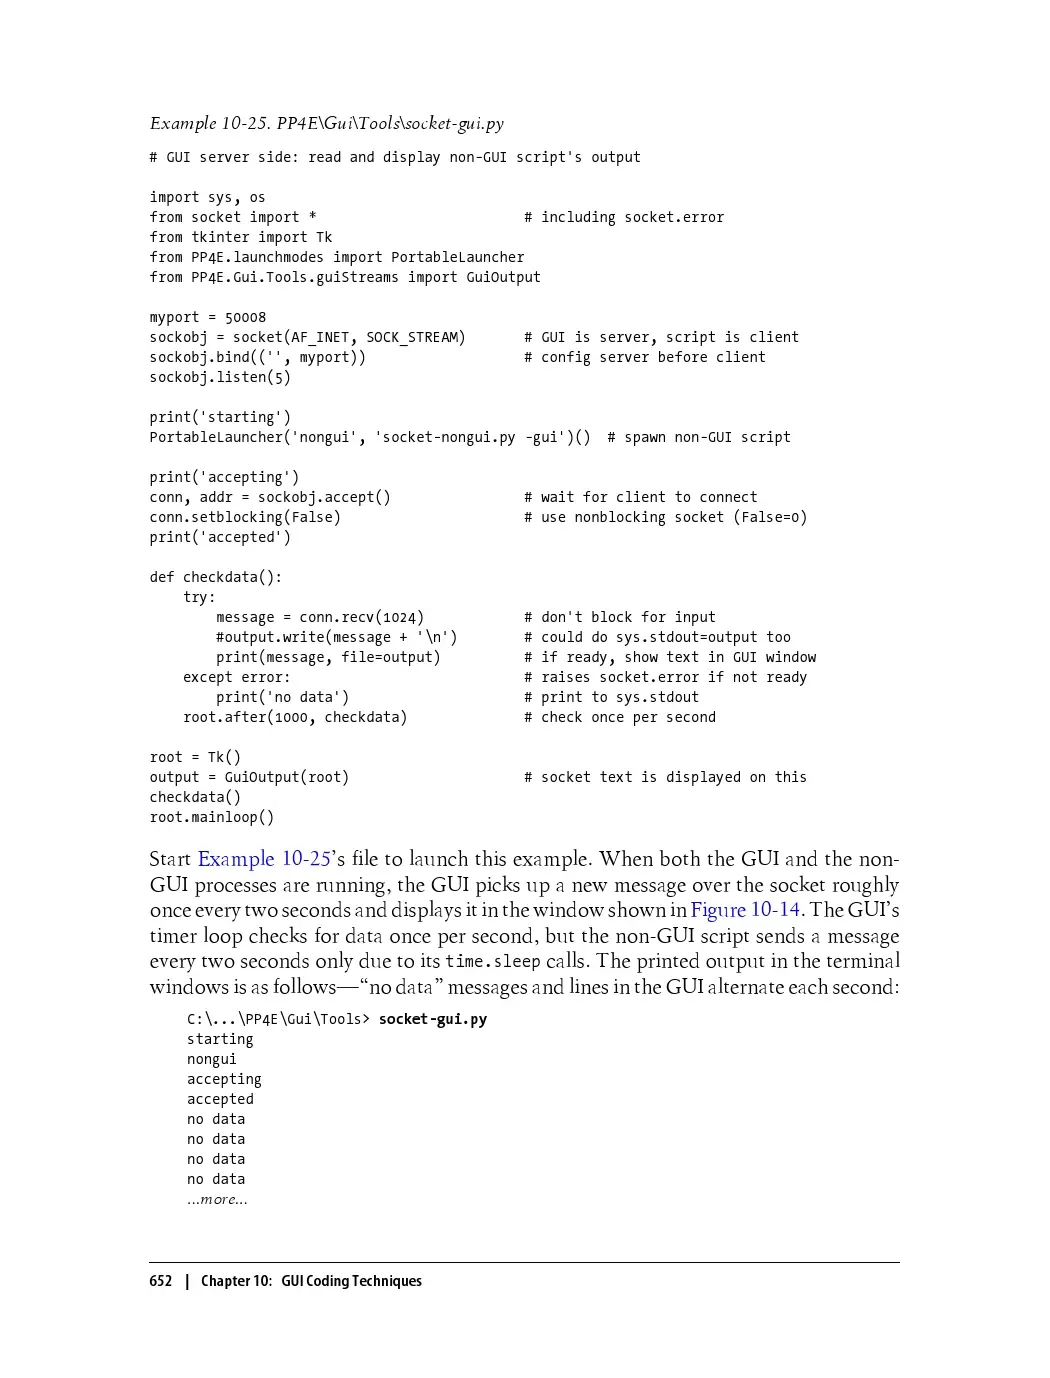 Example 10-25. PP4E\Gui\Tools\socket-gui.py
# GUI server side: read and display non-GUI script's output
import sys, os
from socket import *                         # including socket.error
from tkinter import Tk
from PP4E.launchmodes import PortableLauncher
from PP4E.Gui.Tools.guiStreams import GuiOutput
myport = 50008
sockobj = socket(AF_INET, SOCK_STREAM)       # GUI is server, script is client
sockobj.bind(('', myport))                   # config server before client
sockobj.listen(5)
print('starting')
PortableLauncher('nongui', 'socket-nongui.py -gui')()  # spawn non-GUI script
print('accepting')
conn, addr = sockobj.accept()                # wait for client to connect
conn.setblocking(False)                      # use nonblocking socket (False=0)
print('accepted')
def checkdata():
    try:
        message = conn.recv(1024)            # don't block for input
        #output.write(message + '\n')        # could do sys.stdout=output too
        print(message, file=output)          # if ready, show text in GUI window
    except error:                            # raises socket.error if not ready
        print('no data')                     # print to sys.stdout
    root.after(1000, checkdata)              # check once per second
root = Tk()
output = GuiOutput(root)                     # socket text is displayed on this
checkdata()
root.mainloop()
Start Example 10-25’s file to launch this example. When both the GUI and the non-
GUI processes are running, the GUI picks up a new message over the socket roughly
once every two seconds and displays it in the window shown in Figure 10-14. The GUI’s
timer loop checks for data once per second, but the non-GUI script sends a message
every two seconds only due to its time.sleep calls. The printed output in the terminal
windows is as follows—“no data” messages and lines in the GUI alternate each second:
C:\...\PP4E\Gui\Tools> socket-gui.py
starting
nongui
accepting
accepted
no data
no data
no data
no data
...more...
652 | Chapter 10: GUI Coding Techniques